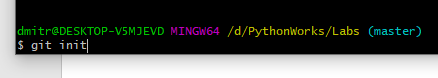 dmitr@DESKTOP-V5MJEVD MINGW64 /d/PythonWorks/Labs (master)
$ git init